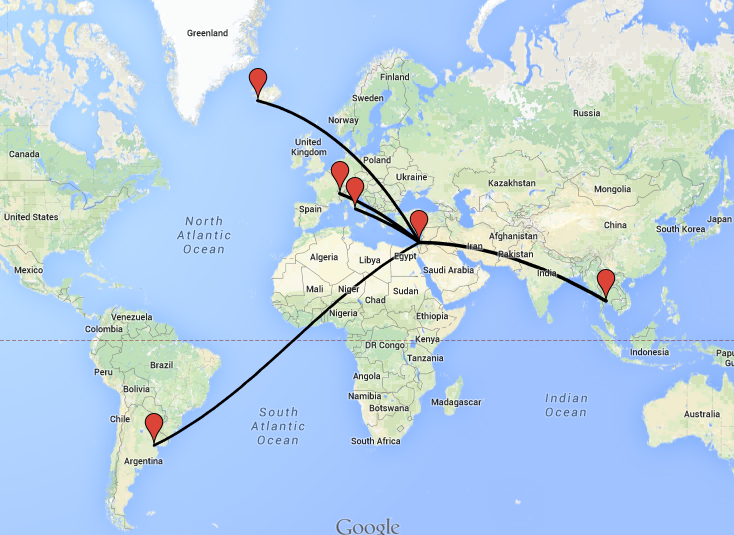 Greenland
Finland
Sweden
Norway
Russia
United
Kingdom
Canada
Poland
Ukraine
Kazakhstan
Mongolia
Spain
United States
North
Atlantic
Ocean
Japan
China
South Korea
Afghanistan
Iran
Pakistan
Algeria
Libya
Egypt
Saudi Arabia
India
Mexico
Mali
Niger
Sudan
Chad
Nigeria
Ethiopia
Venezuela
Colombia
DR Congo
Kenya
Indonesia
Papu
Gu
Tanzania
Brazil
Peru
Angola
Bolivia
Namibia
Botswana
Madagascar
Indian
Ocean
Chile
South
Atlantic
Ocean
Australia
South Africa
Argentina
Google